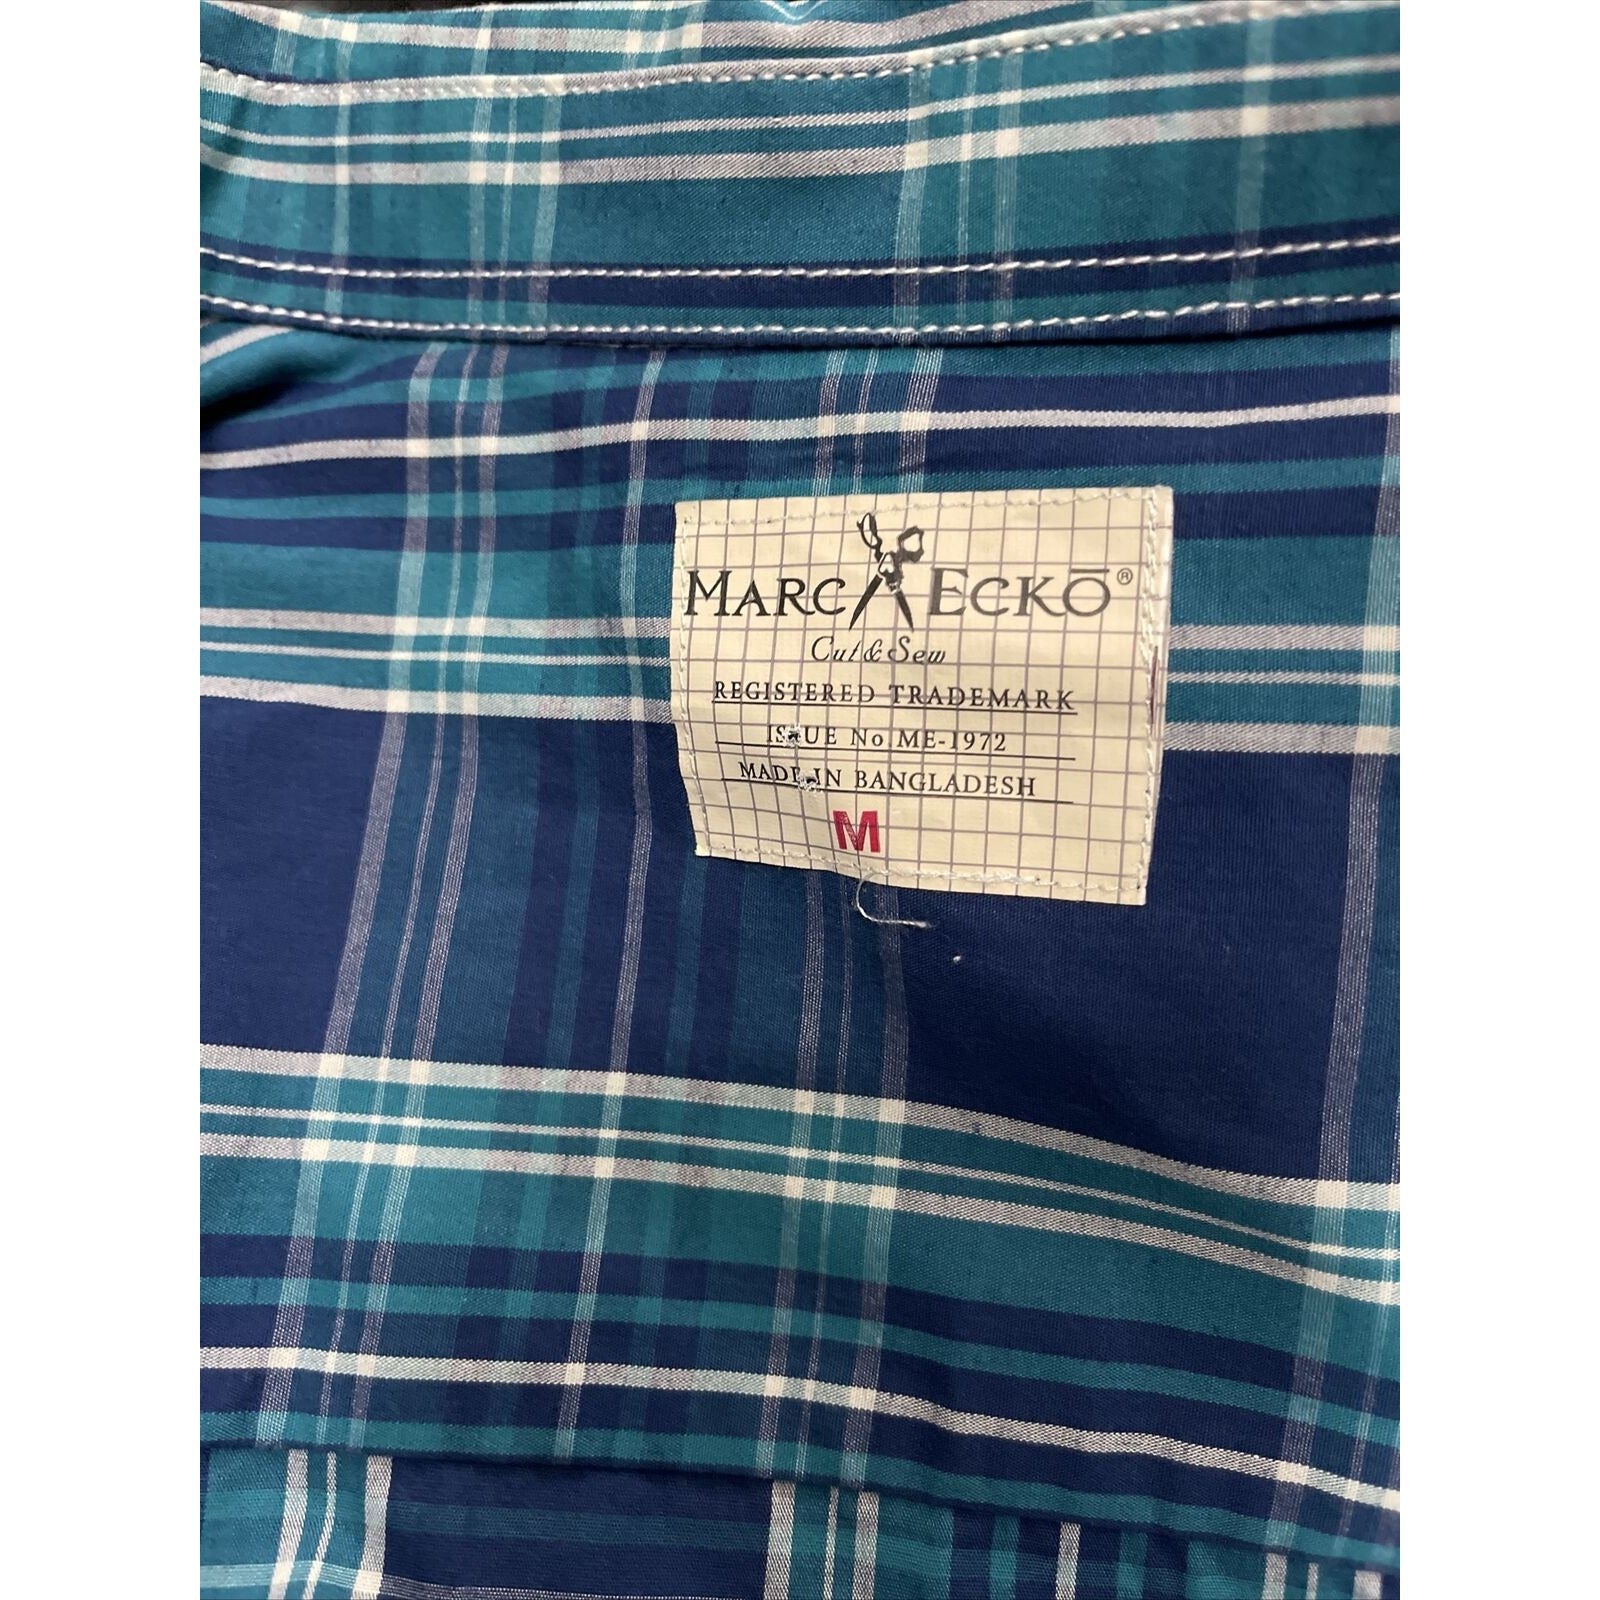 MARC ECKŌ®
Cut & Sew
REGISTERED TRADEMARK
ISSUE No ME-1972
MADE IN BANGLADESH
M